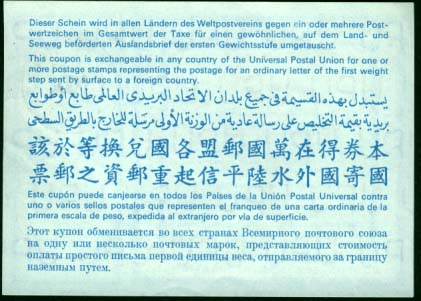 Dieser Schein wird in allen Ländern des Weltpostvereins gegen ein oder mehrere Post-
wertzeichen im Gesamtwert der Taxe für einen gewöhnlichen, auf dem Land- und
Seeweg beförderten Auslandsbrief der ersten Gewichtsstufe umgetauscht.
This coupon is exchangeable in any country of the Universal Postal Union for one or
more postage stamps representing the postage for an ordinary letter of the first weight
step sent by surface to a foreign country.
يستبدل بهذه القسيمة في جميع بلدان الاتحاد البريدى العالمى طابع أو طوابع
بريدية بقيمة التخليص على رسالة عادية من الوزنة الأولى مرسلة للخارج بالطريق السطحى
本券得在萬國郵盟各國兌換等於該
國寄國外水陸平信起重郵資之郵票
Este cupón puede canjearse en todos los Países de la Unión Postal Universal contra
uno o varios sellos postales que representen el franqueo de una carta ordinaria de la
primera escala de peso, expedida al extranjero por vía de superficie.
Этот купон обменивается во всех странах Всемирного почтового союза
на одну или несколько почтовых марок, представляющих стоимость
оплаты простого письма первой единицы веса, отправляемого за границу
наземным путем.